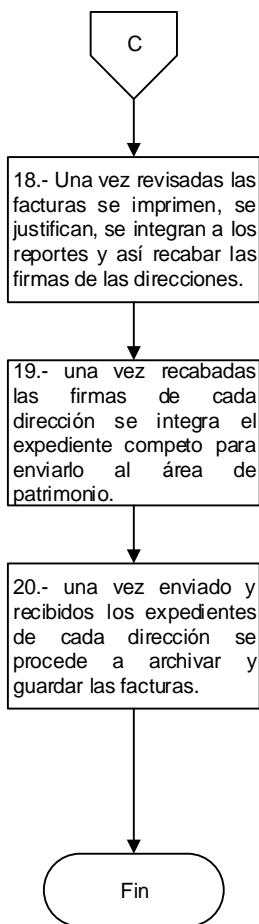 C
18.- Una vez revisadas las
facturas se imprimen, se
justifican, se integran a los
reportes y así recabar las
firmas de las direcciones.
19.- una vez recabadas
las firmas de cada
dirección se integra el
expediente competo para
enviarlo al área de
patrimonio.
20.- una vez enviado y
recibidos los expedientes
de cada dirección se
procede a archivar y
guardar las facturas.
Fin